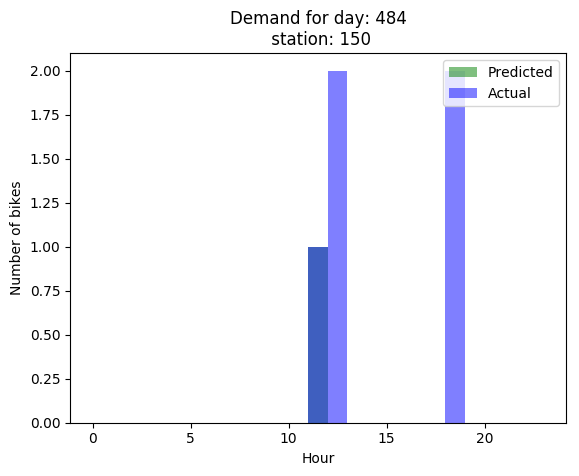 Demand for day: 484
station: 150
Predicted
Actual
2.00
1.75
1.50
1.25
1.00
0.75
0.50
0.25
0.00
Number of bikes
0 5 10 15 20
Hour